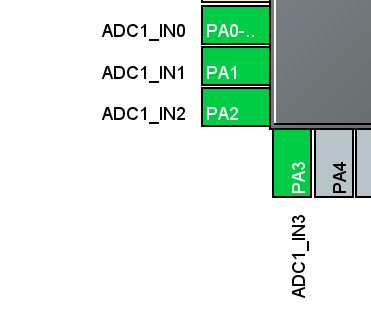 ADC1_IN0 PA0-..
ADC1_IN1 PA1
ADC1_IN2 PA2
PA3
PA4
ADC1_IN3